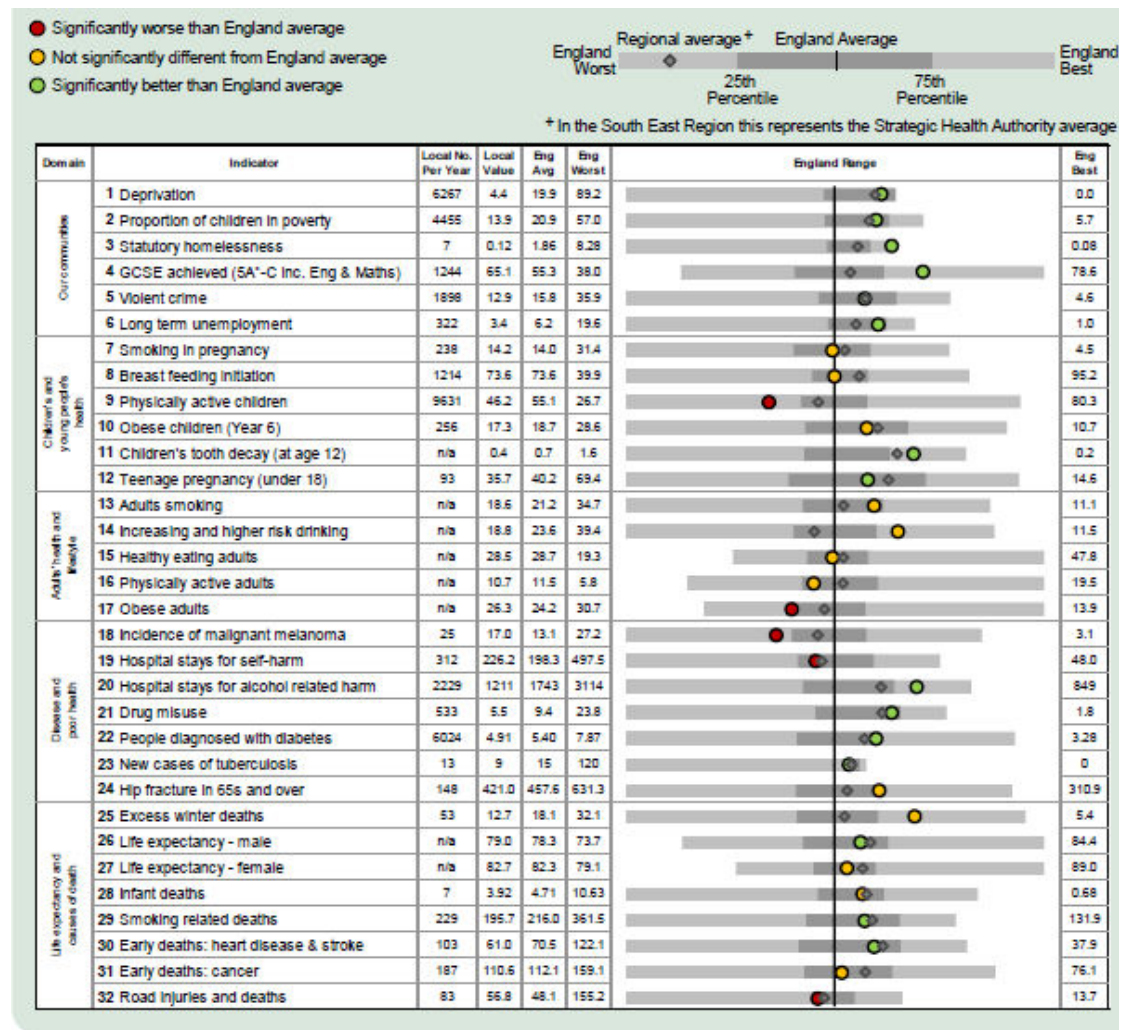 Significantly worse than England average
Not significantly different from England average
Significantly better than England average
Regional average + England Average
England Worst
England Best
25th Percentile
75th Percentile
+ In the South East Region this represents the Strategic Health Authority average
Domain Indicator Local No. Per Year Local Value Eng Avg Eng Worst England Range Eng Best
Our communities
1 Deprivation 6267 4.4 19.9 89.2 0.0
2 Proportion of children in poverty 4455 13.9 20.9 57.0 5.7
3 Statutory homelessness 7 0.12 1.86 8.28 0.08
4 GCSE achieved (5A*-C inc. Eng & Maths) 1244 65.1 55.3 38.0 78.6
5 Violent crime 1898 12.9 15.8 35.9 4.6
6 Long term unemployment 322 3.4 6.2 19.6 1.0
Children's and young people's health
7 Smoking in pregnancy 238 14.2 14.0 31.4 4.5
8 Breast feeding initiation 1214 73.6 73.6 39.9 95.2
9 Physically active children 9631 46.2 55.1 26.7 80.3
10 Obese children (Year 6) 256 17.3 18.7 28.6 10.7
11 Children's tooth decay (at age 12) n/a 0.4 0.7 1.6 0.2
12 Teenage pregnancy (under 18) 93 35.7 40.2 69.4 14.6
Adults' health and lifestyle
13 Adults smoking n/a 18.6 21.2 34.7 11.1
14 Increasing and higher risk drinking n/a 18.8 23.6 39.4 11.5
15 Healthy eating adults n/a 28.5 28.7 19.3 47.8
16 Physically active adults n/a 10.7 11.5 5.8 19.5
17 Obese adults n/a 26.3 24.2 30.7 13.9
Disease and poor health
18 Incidence of malignant melanoma 25 17.0 13.1 27.2 3.1
19 Hospital stays for self-harm 312 226.2 198.3 497.5 48.0
20 Hospital stays for alcohol related harm 2229 1211 1743 3114 849
21 Drug misuse 533 5.5 9.4 23.8 1.8
22 People diagnosed with diabetes 6024 4.91 5.40 7.87 3.28
23 New cases of tuberculosis 13 9 15 120 0
24 Hip fracture in 65s and over 148 421.0 457.6 631.3 310.9
Life expectancy and causes of death
25 Excess winter deaths 53 12.7 18.1 32.1 5.4
26 Life expectancy - male n/a 79.0 78.3 73.7 84.4
27 Life expectancy - female n/a 82.7 82.3 79.1 89.0
28 Infant deaths 7 3.92 4.71 10.63 0.68
29 Smoking related deaths 229 195.7 216.0 361.5 131.9
30 Early deaths: heart disease & stroke 103 61.0 70.5 122.1 37.9
31 Early deaths: cancer 187 110.6 112.1 159.1 76.1
32 Road injuries and deaths 83 56.8 48.1 155.2 13.7